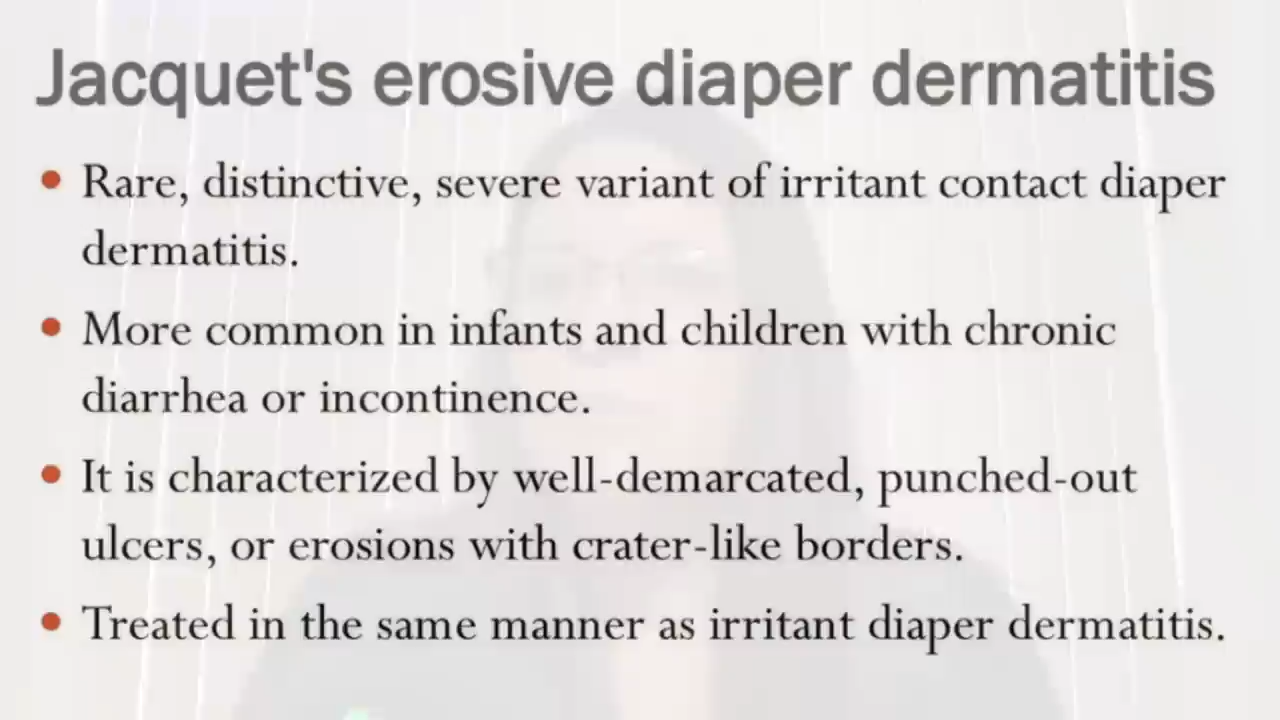 Jacquet's erosive diaper dermatitis
• Rare, distinctive, severe variant of irritant contact diaper
dermatitis.
• More common in infants and children with chronic
diarrhea or incontinence.
• It is characterized by well-demarcated, punched-out
ulcers, or erosions with crater-like borders.
• Treated in the same manner as irritant diaper dermatitis.